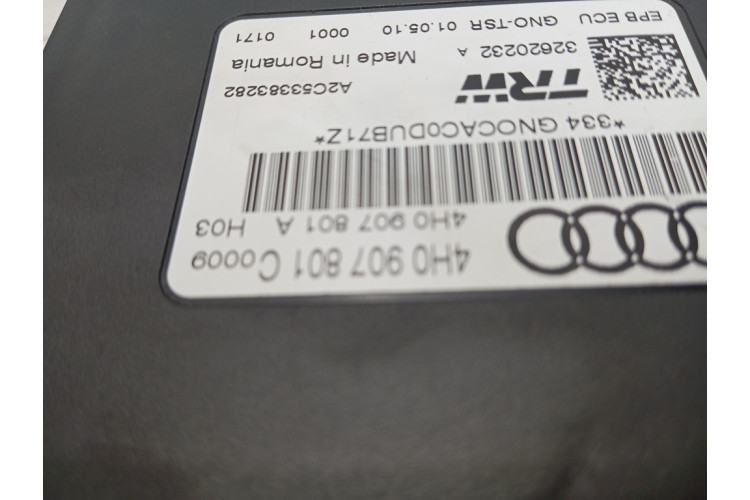 4H0 907 801 C 0009
4H0 907 801 A H03
*334 GNOCAC0DUB71Z*
TRW A2C53383282
32620232 A Made in Romania
EPB ECU GNO-TSR 01.05.10 0001 0171